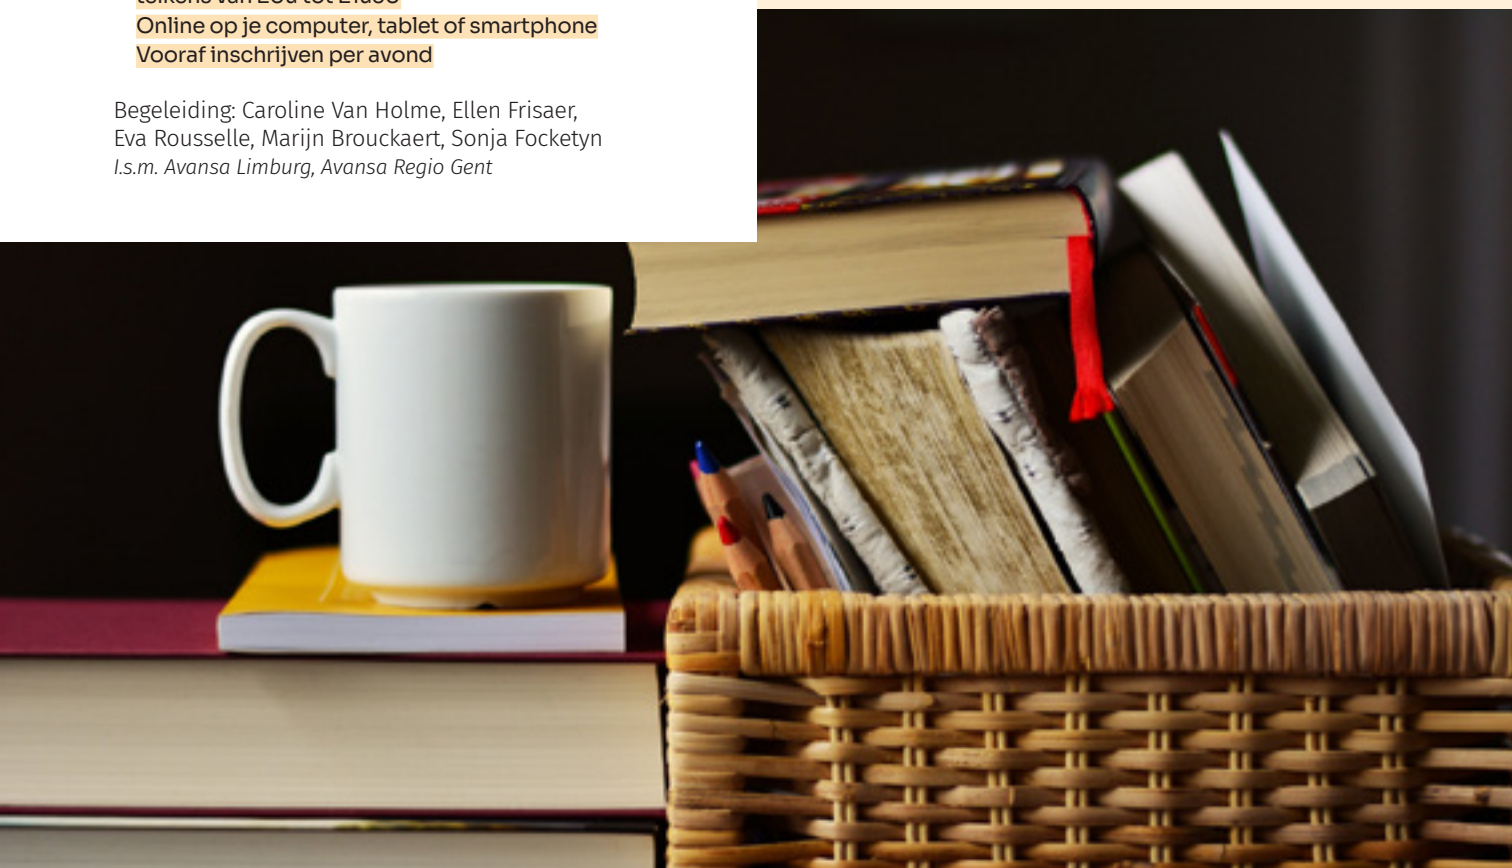 Online op je computer, tablet of smartphone
Vooraf inschrijven per avond
Begeleiding: Caroline Van Holme, Ellen Frisaer,
Eva Rousselle, Marijn Brouckaert, Sonja Focketyn
I.s.m. Avansa Limburg, Avansa Regio Gent